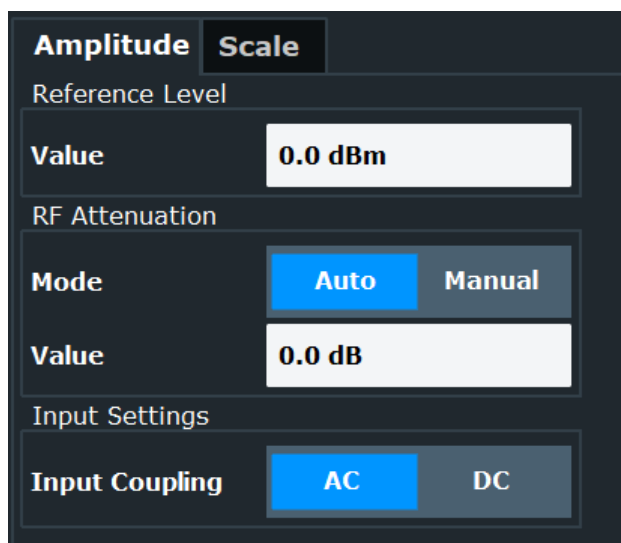 Amplitude Scale
Reference Level
Value 0.0 dBm
RF Attenuation
Mode Auto Manual
Value 0.0 dB
Input Settings
Input Coupling AC DC